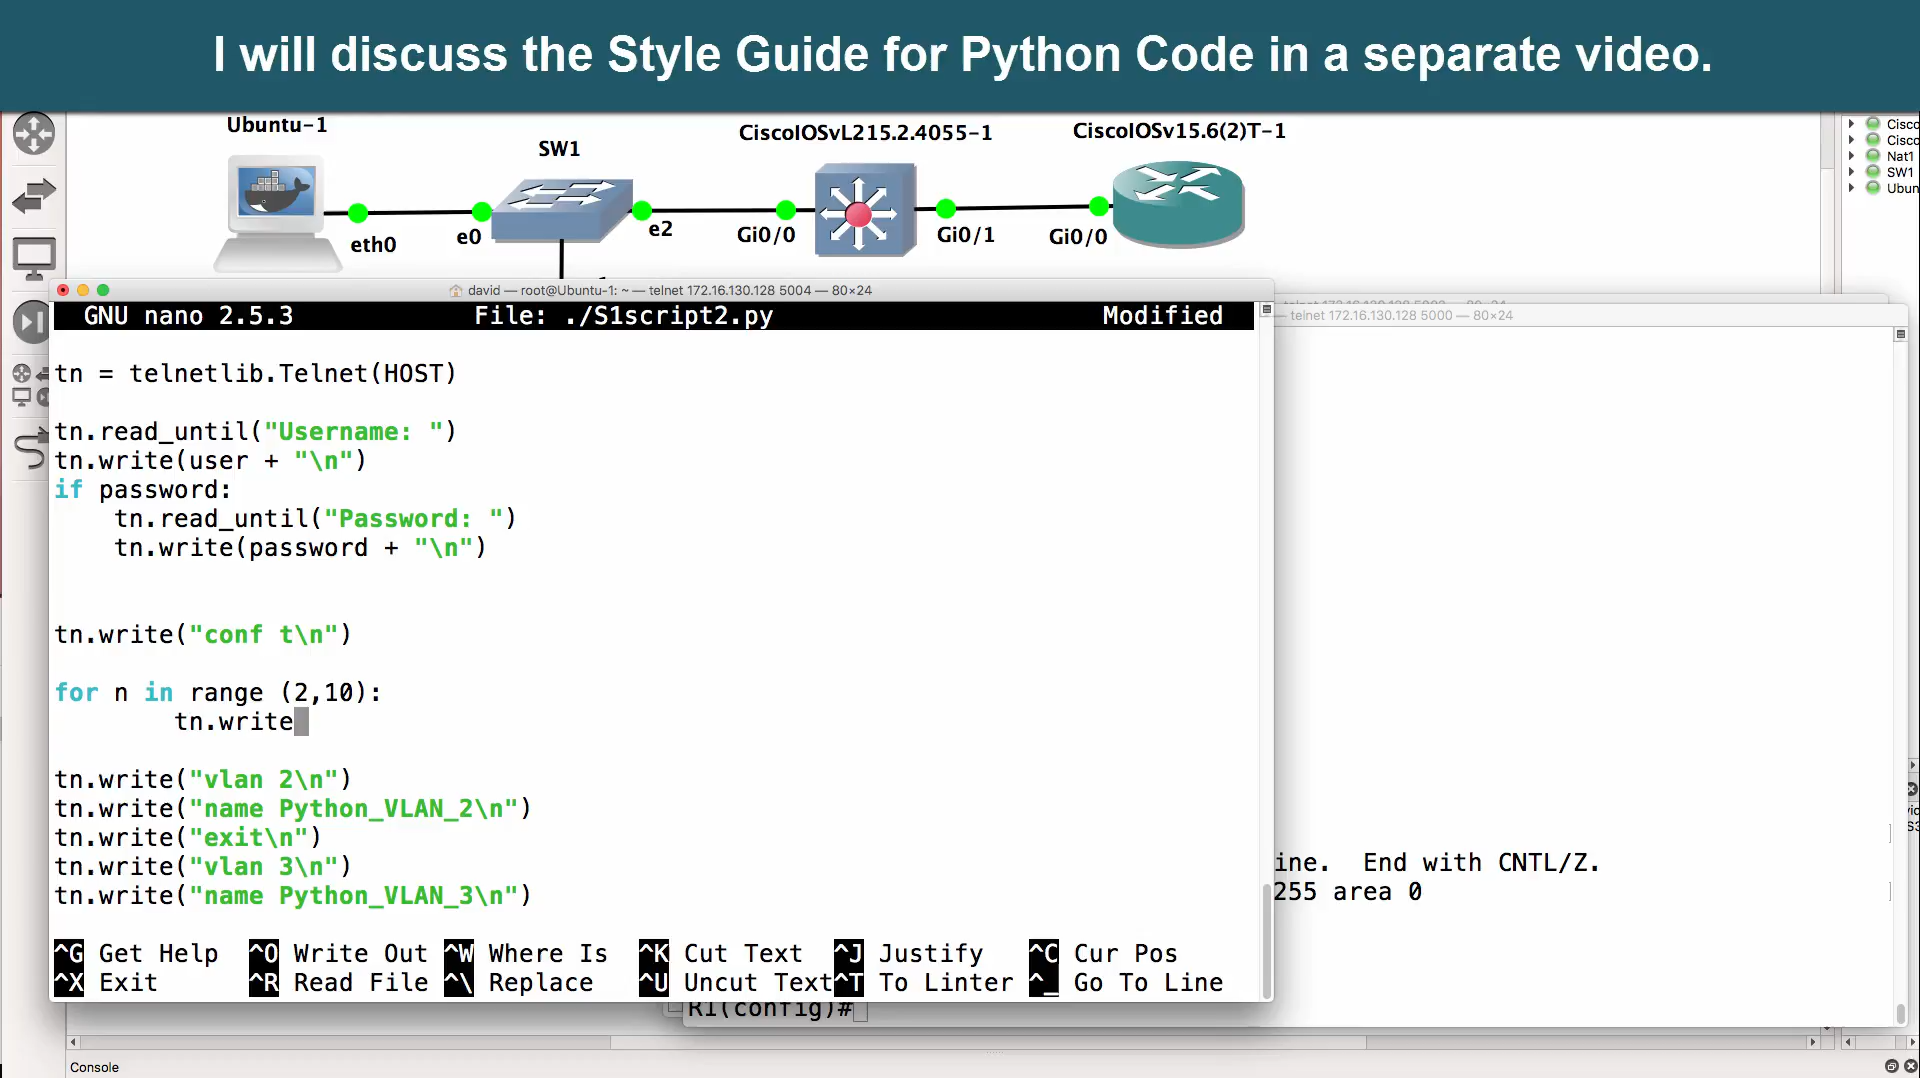 I will discuss the Style Guide for Python Code in a separate video.
Ubuntu-1
SW1
CiscoIOSvL215.2.4055-1
CiscoIOSv15.6(2)T-1
eth0
e0
e2
Gi0/0
Gi0/1
Gi0/0
Cisco
Cisco
Nat1
SW1
Ubun
david — root@Ubuntu-1: ~ — telnet 172.16.130.128 5004 — 80×24
telnet 172.16.130.128 5000 — 80×24
GNU nano 2.5.3 File: ./S1script2.py Modified
tn = telnetlib.Telnet(HOST)
tn.read_until("Username: ")
tn.write(user + "\n")
if password:
    tn.read_until("Password: ")
    tn.write(password + "\n")
tn.write("conf t\n")
for n in range (2,10):
        tn.write
tn.write("vlan 2\n")
tn.write("name Python_VLAN_2\n")
tn.write("exit\n")
tn.write("vlan 3\n")
tn.write("name Python_VLAN_3\n")
^G Get Help ^O Write Out ^W Where Is ^K Cut Text ^J Justify ^C Cur Pos
^X Exit ^R Read File ^\ Replace ^U Uncut Text ^T To Linter ^_ Go To Line
ine. End with CNTL/Z.
255 area 0
R1(config)#
Console